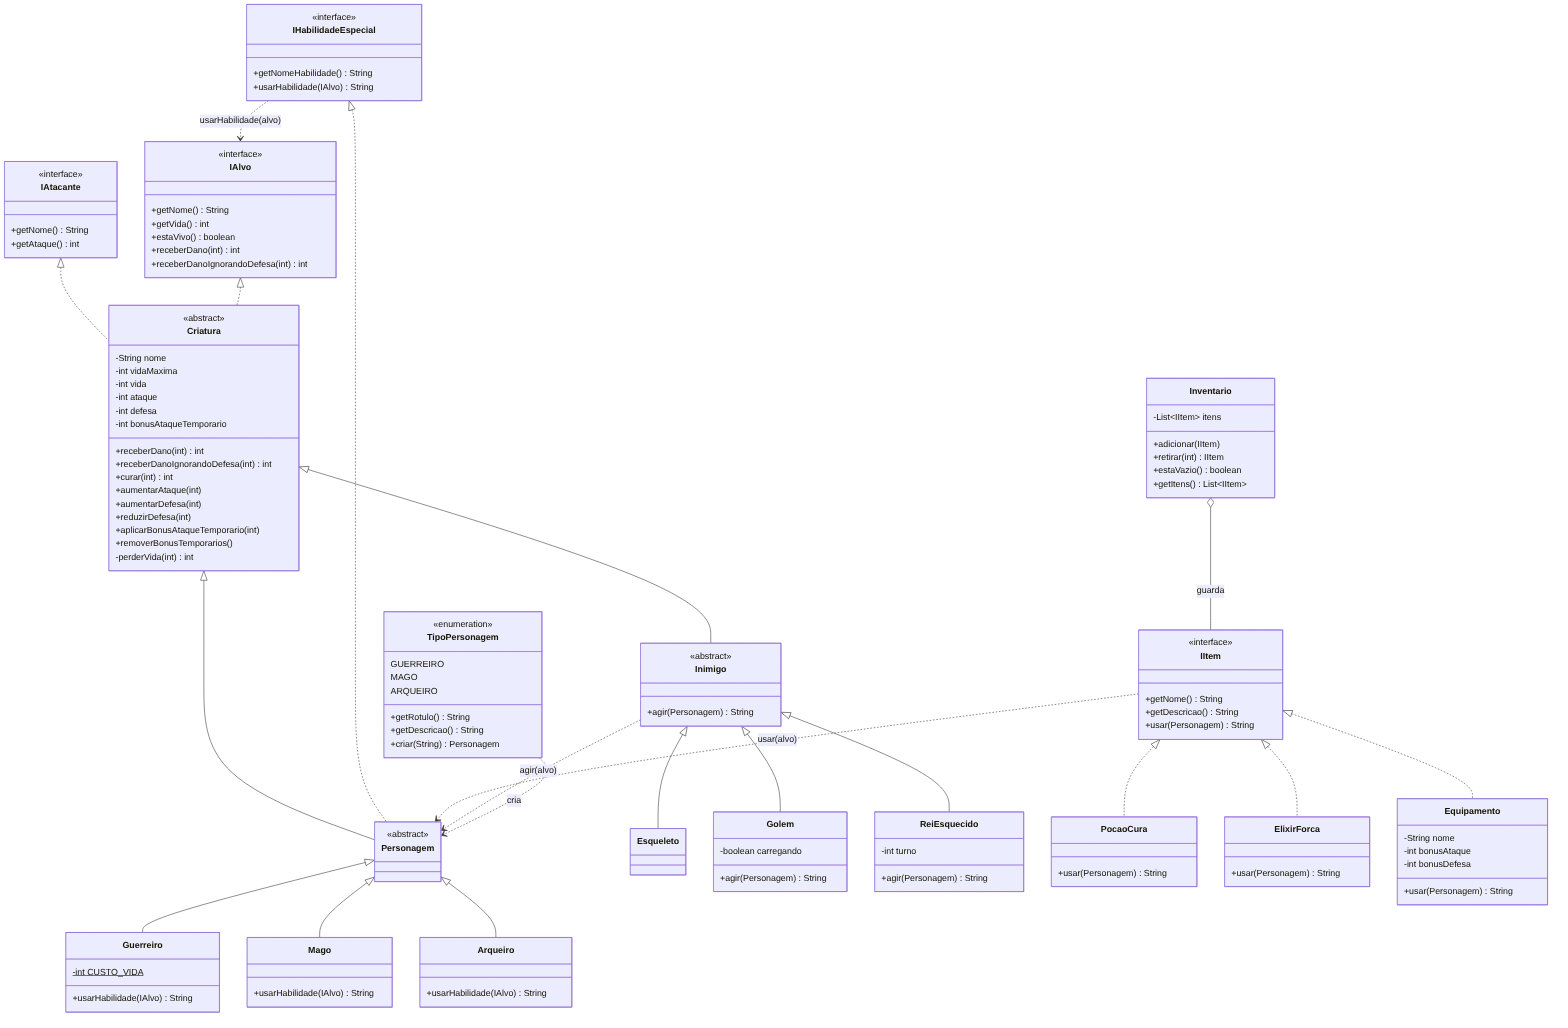 «interface»
IHabilidadeEspecial
+getNomeHabilidade() : String
+usarHabilidade(IAlvo) : String
usarHabilidade(alvo)
«interface»
IAtacante
+getNome() : String
+getAtaque() : int
«interface»
IAlvo
+getNome() : String
+getVida() : int
+estaVivo() : boolean
+receberDano(int) : int
+receberDanoIgnorandoDefesa(int) : int
«abstract»
Criatura
-String nome
-int vidaMaxima
-int vida
-int ataque
-int defesa
-int bonusAtaqueTemporario
+receberDano(int) : int
+receberDanoIgnorandoDefesa(int) : int
+curar(int) : int
+aumentarAtaque(int)
+aumentarDefesa(int)
+reduzirDefesa(int)
+aplicarBonusAtaqueTemporario(int)
+removerBonusTemporarios()
-perderVida(int) : int
Inventario
-List<IItem> itens
+adicionar(IItem)
+retirar(int) : IItem
+estaVazio() : boolean
+getItens() : List<IItem>
guarda
«enumeration»
TipoPersonagem
GUERREIRO
MAGO
ARQUEIRO
+getRotulo() : String
+getDescricao() : String
+criar(String) : Personagem
«abstract»
Inimigo
+agir(Personagem) : String
«interface»
IItem
+getNome() : String
+getDescricao() : String
+usar(Personagem) : String
usar(alvo)
agir(alvo)
cria
«abstract»
Personagem
Esqueleto
Golem
-boolean carregando
+agir(Personagem) : String
ReiEsquecido
-int turno
+agir(Personagem) : String
PocaoCura
+usar(Personagem) : String
ElixirForca
+usar(Personagem) : String
Equipamento
-String nome
-int bonusAtaque
-int bonusDefesa
+usar(Personagem) : String
Guerreiro
-int CUSTO_VIDA
+usarHabilidade(IAlvo) : String
Mago
+usarHabilidade(IAlvo) : String
Arqueiro
+usarHabilidade(IAlvo) : String